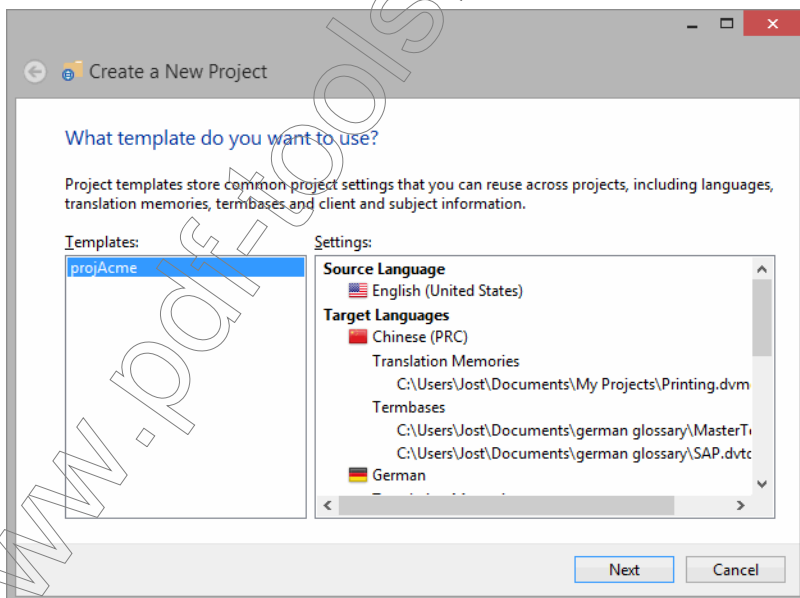 Create a New Project
What template do you want to use?
Project templates store common project settings that you can reuse across projects, including languages,
translation memories, termbases and client and subject information.
Templates:
projAcme
Settings:
Source Language
English (United States)
Target Languages
Chinese (PRC)
Translation Memories
C:\Users\Jost\Documents\My Projects\Printing.dvm
Termbases
C:\Users\Jost\Documents\german glossary\MasterT
C:\Users\Jost\Documents\german glossary\SAP.dvt
German
Next
Cancel
www.pdf-tools